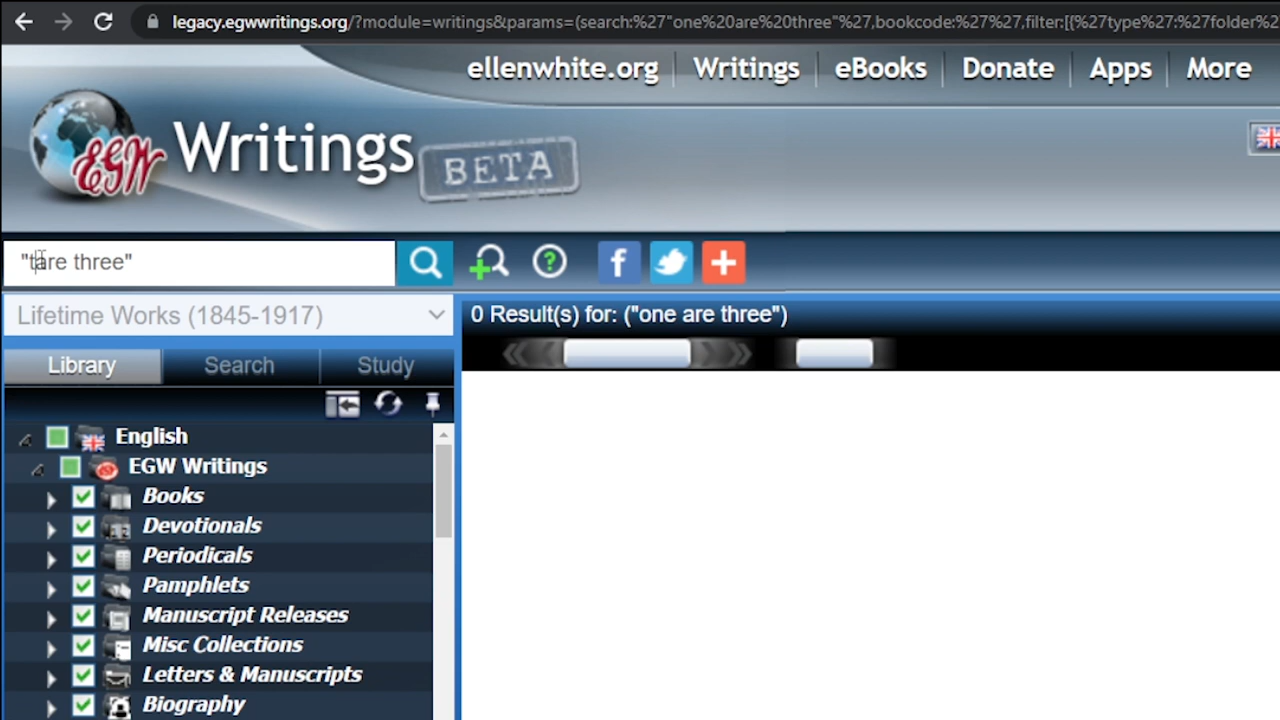 legacy.egwwritings.org/?module=writings&params=(search:%27"one%20are%20three"%27,bookcode:%27%27,filter:[{%27type%27:%27folder%2
ellenwhite.org Writings eBooks Donate Apps More
EGW Writings BETA
"tare three"
f
Lifetime Works (1845-1917)
0 Result(s) for: ("one are three")
Library Search Study
English
EGW Writings
Books
Devotionals
Periodicals
Pamphlets
Manuscript Releases
Misc Collections
Letters & Manuscripts
Biography